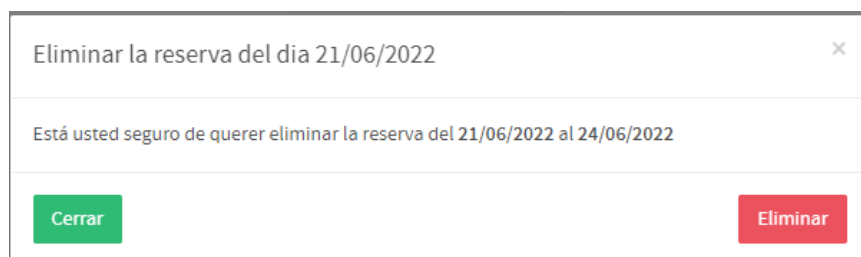 Eliminar la reserva del dia 21/06/2022
×
Está usted seguro de querer eliminar la reserva del 21/06/2022 al 24/06/2022
Cerrar
Eliminar